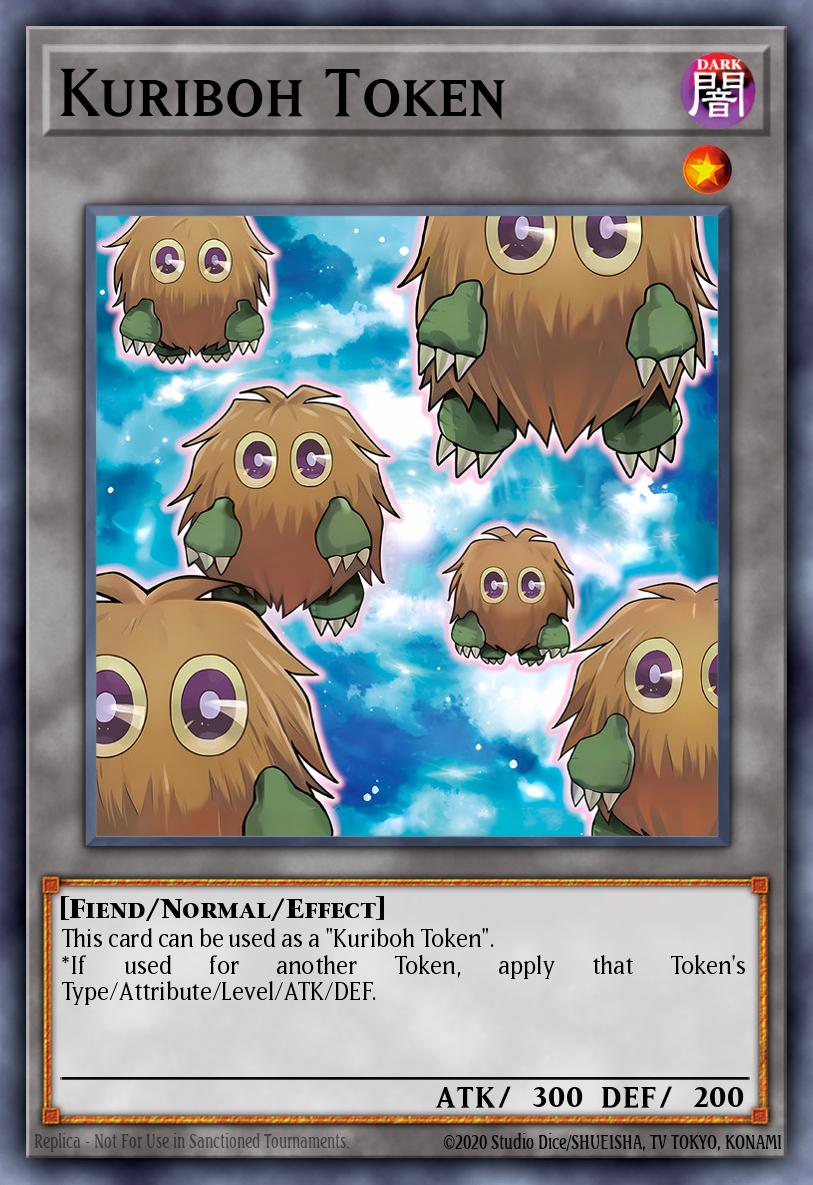 Kuriboh Token
DARK
闇
[Fiend/Normal/Effect]
This card can be used as a "Kuriboh Token".
*If used for another Token, apply that Token's
Type/Attribute/Level/ATK/DEF.
ATK/ 300 DEF/ 200
Replica - Not For Use in Sanctioned Tournaments.
©2020 Studio Dice/SHUEISHA, TV TOKYO, KONAMI